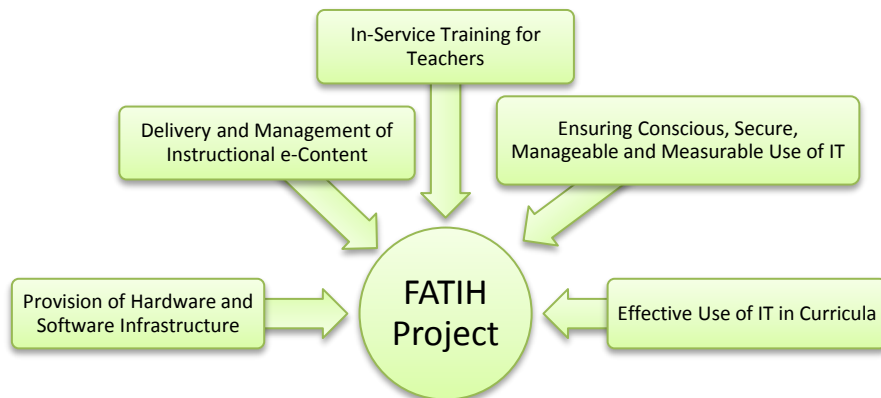 In-Service Training for
Teachers
Delivery and Management of
Instructional e-Content
Ensuring Conscious, Secure,
Manageable and Measurable Use of IT
Provision of Hardware and
Software Infrastructure
FATIH
Project
Effective Use of IT in Curricula